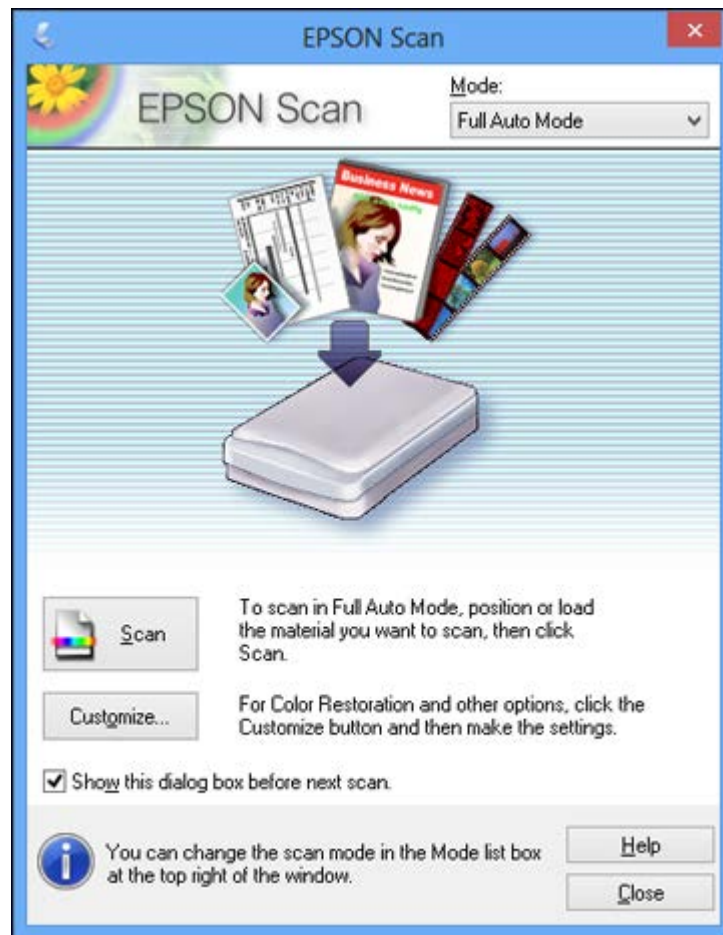 EPSON Scan
EPSON Scan
Mode:
Full Auto Mode
Business News
Scan
To scan in Full Auto Mode, position or load
the material you want to scan, then click
Scan.
Customize...
For Color Restoration and other options, click the
Customize button and then make the settings.
Show this dialog box before next scan.
You can change the scan mode in the Mode list box
at the top right of the window.
Help
Close